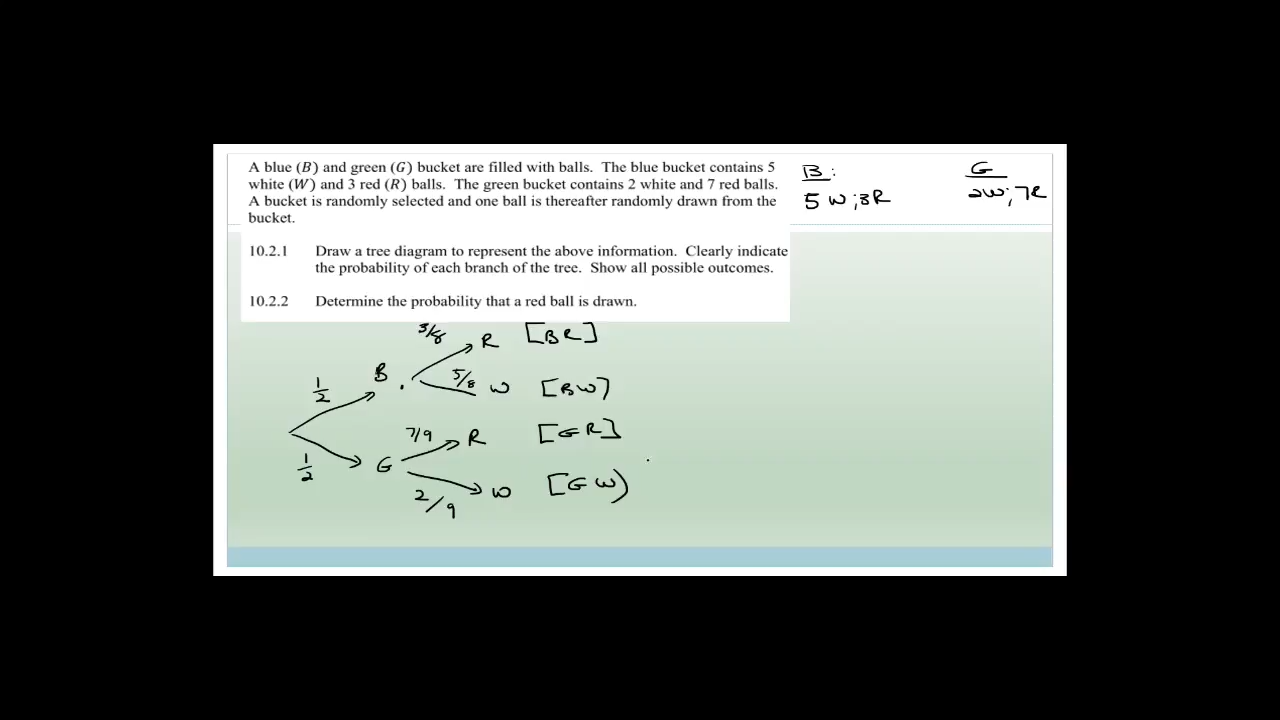 A blue (B) and green (G) bucket are filled with balls. The blue bucket contains 5
white (W) and 3 red (R) balls. The green bucket contains 2 white and 7 red balls.
A bucket is randomly selected and one ball is thereafter randomly drawn from the
bucket.
10.2.1 Draw a tree diagram to represent the above information. Clearly indicate
the probability of each branch of the tree. Show all possible outcomes.
10.2.2 Determine the probability that a red ball is drawn.
B: G
5 W ; 3R 2W ; 7R
3/8 R [BR]
1/2 B 5/8 W [BW]
7/9 R [GR]
1/2 G
2/9 W [GW)